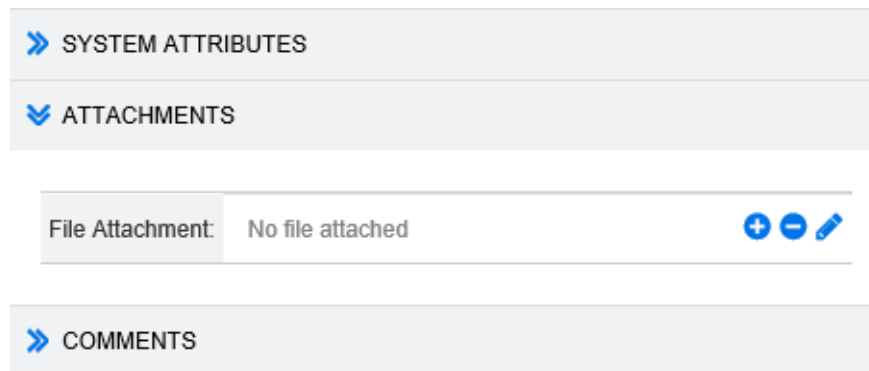 SYSTEM ATTRIBUTES
ATTACHMENTS
File Attachment: No file attached
COMMENTS